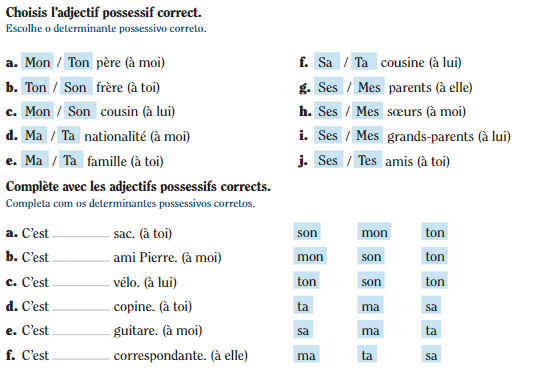 Choisis l'adjectif possessif correct.
Escolhe o determinante possessivo correto.
a. Mon / Ton père (à moi)
b. Ton / Son frère (à toi)
c. Mon / Son cousin (à lui)
d. Ma / Ta nationalité (à moi)
e. Ma / Ta famille (à toi)
f. Sa / Ta cousine (à lui)
g. Ses / Mes parents (à elle)
h. Ses / Mes sœurs (à moi)
i. Ses / Mes grands-parents (à lui)
j. Ses / Tes amis (à toi)
Complète avec les adjectifs possessifs corrects.
Completa com os determinantes possessivos corretos.
a. C'est ________ sac. (à toi) son mon ton
b. C'est ________ ami Pierre. (à moi) mon son ton
c. C'est ________ vélo. (à lui) ton son ton
d. C'est ________ copine. (à toi) ta ma sa
e. C'est ________ guitare. (à moi) sa ma ta
f. C'est ________ correspondante. (à elle) ma ta sa